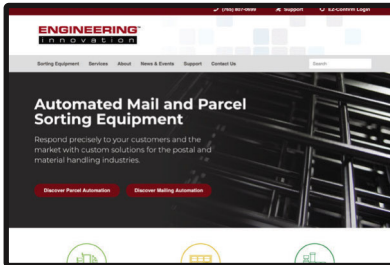 (765) 807-0699 Support EZ-Confirm Login
ENGINEERING
innovation
Sorting Equipment Services About News & Events Support Contact Us Search
Automated Mail and Parcel
Sorting Equipment
Respond precisely to your customers and the
market with custom solutions for the postal and
material handling industries.
Discover Parcel Automation Discover Mailing Automation